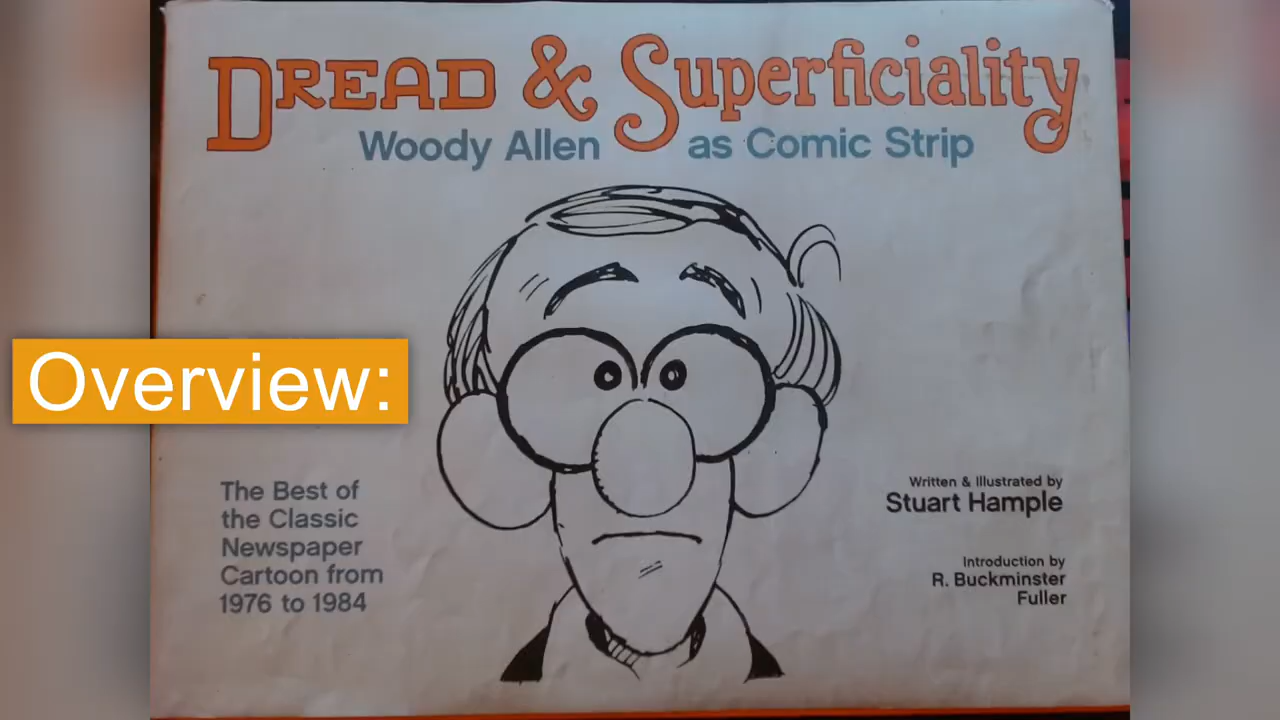 DREAD & Superficiality
Woody Allen as Comic Strip
Overview:
The Best of
the Classic
Newspaper
Cartoon from
1976 to 1984
Written & Illustrated by
Stuart Hample
Introduction by
R. Buckminster
Fuller